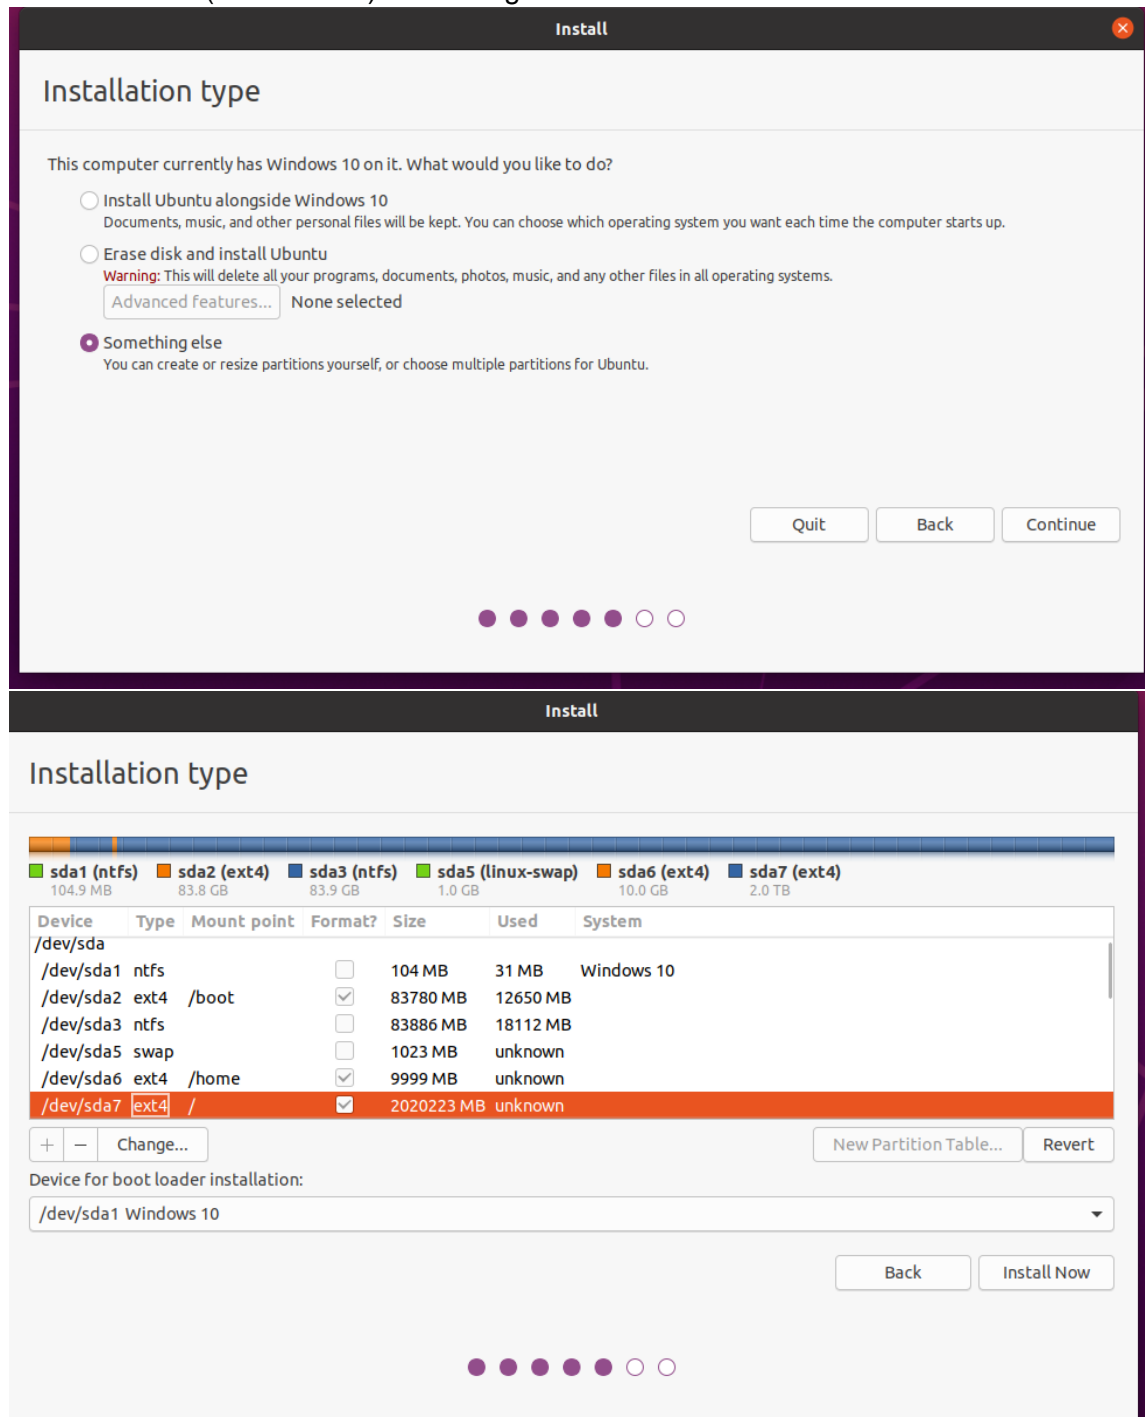 Install
Installation type
This computer currently has Windows 10 on it. What would you like to do?
Install Ubuntu alongside Windows 10
Documents, music, and other personal files will be kept. You can choose which operating system you want each time the computer starts up.
Erase disk and install Ubuntu
Warning: This will delete all your programs, documents, photos, music, and any other files in all operating systems.
Advanced features... None selected
Something else
You can create or resize partitions yourself, or choose multiple partitions for Ubuntu.
Quit Back Continue
Install
Installation type
sda1 (ntfs) sda2 (ext4) sda3 (ntfs) sda5 (linux-swap) sda6 (ext4) sda7 (ext4)
104.9 MB 83.8 GB 83.9 GB 1.0 GB 10.0 GB 2.0 TB
Device Type Mount point Format? Size Used System
/dev/sda
/dev/sda1 ntfs 104 MB 31 MB Windows 10
/dev/sda2 ext4 /boot 83780 MB 12650 MB
/dev/sda3 ntfs 83886 MB 18112 MB
/dev/sda5 swap 1023 MB unknown
/dev/sda6 ext4 /home 9999 MB unknown
/dev/sda7 ext4 / 2020223 MB unknown
+ − Change... New Partition Table... Revert
Device for boot loader installation:
/dev/sda1 Windows 10
Back Install Now